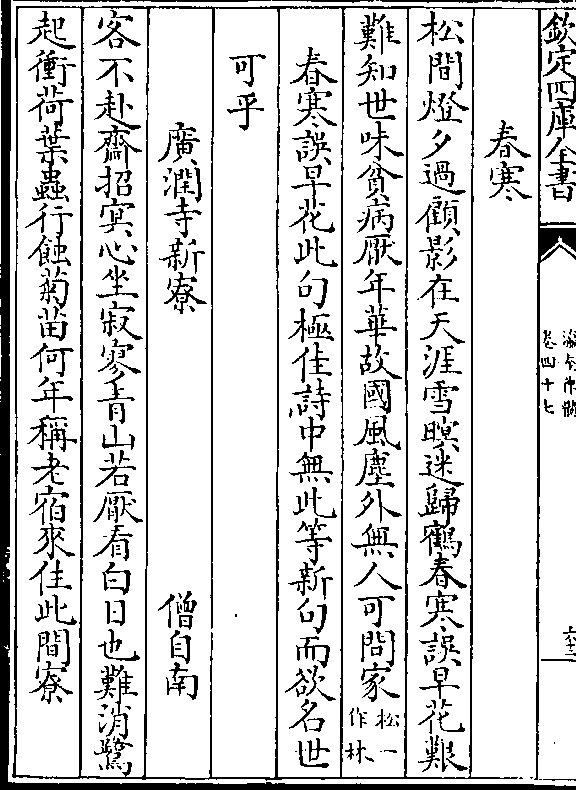 欽定四庫全書
卷四十七
春寒
松間燈夕過顧影在天涯雪暝迷歸鶴春寒誤早花艱
難知世味貧病厭年華故國風塵外無人可問家松一作林
春寒誤早花此句極佳詩中無此等新句而欲名世
可乎
廣潤寺新寮 僧自南
客不赴齋招冥心坐寂寥青山若厭看白日也難消鷺
起衝荷葉蟲行蝕菊苗何年稱老宿來住此間寮